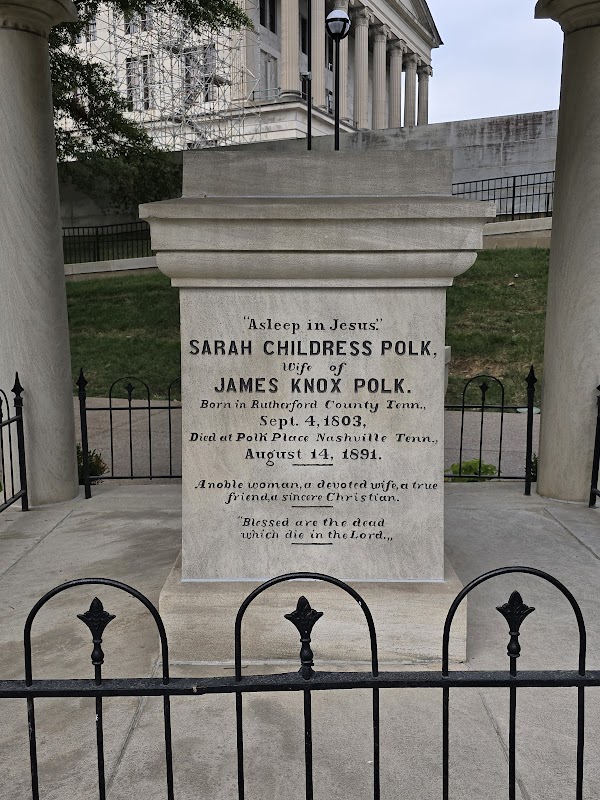 "Asleep in Jesus."
SARAH CHILDRESS POLK,
Wife of
JAMES KNOX POLK.
Born in Rutherford County Tenn.,
Sept. 4, 1803,
Died at Polk Place Nashville Tenn.,
August 14, 1891.
A noble woman, a devoted wife, a true
friend, a sincere Christian.
"Blessed are the dead
which die in the Lord.,,